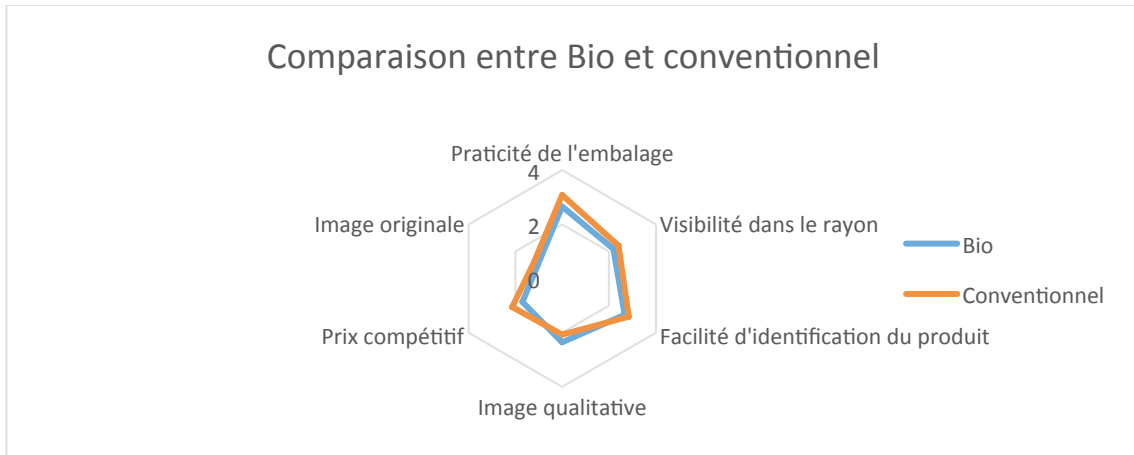 Comparaison entre Bio et conventionnel
Praticité de l'embalage
4
Image originale
Visibilité dans le rayon
2
Bio
0
Conventionnel
Prix compétitif
Facilité d'identification du produit
Image qualitative